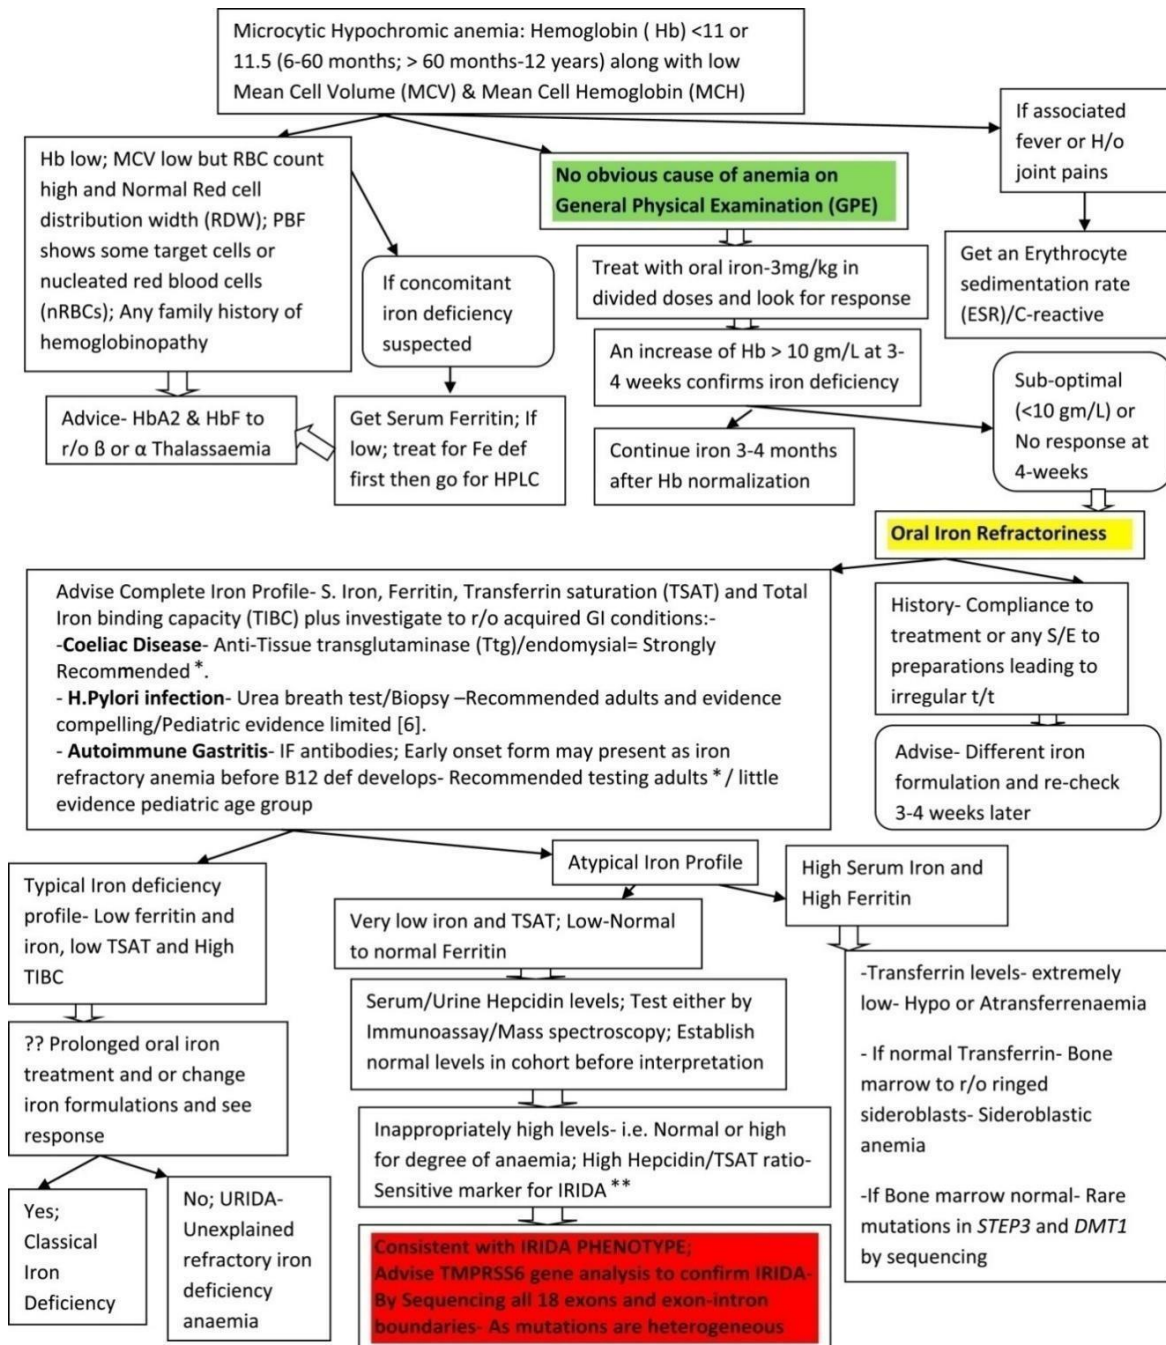 Microcytic Hypochromic anemia: Hemoglobin ( Hb) <11 or
11.5 (6-60 months; > 60 months-12 years) along with low
Mean Cell Volume (MCV) & Mean Cell Hemoglobin (MCH)
If associated
fever or H/o
joint pains
Hb low; MCV low but RBC count
high and Normal Red cell
distribution width (RDW); PBF
shows some target cells or
nucleated red blood cells
(nRBCs); Any family history of
hemoglobinopathy
No obvious cause of anemia on
General Physical Examination (GPE)
If concomitant
iron deficiency
suspected
Treat with oral iron-3mg/kg in
divided doses and look for response
Get an Erythrocyte
sedimentation rate
(ESR)/C-reactive
An increase of Hb > 10 gm/L at 3-
4 weeks confirms iron deficiency
Sub-optimal
(<10 gm/L) or
No response at
4-weeks
Advice- HbA2 & HbF to
r/o β or α Thalassaemia
Get Serum Ferritin; If
low; treat for Fe def
first then go for HPLC
Continue iron 3-4 months
after Hb normalization
Oral Iron Refractoriness
Advise Complete Iron Profile- S. Iron, Ferritin, Transferrin saturation (TSAT) and Total
Iron binding capacity (TIBC) plus investigate to r/o acquired GI conditions:-
-Coeliac Disease- Anti-Tissue transglutaminase (Ttg)/endomysial= Strongly
Recommended *.
- H.Pylori infection- Urea breath test/Biopsy –Recommended adults and evidence
compelling/Pediatric evidence limited [6].
- Autoimmune Gastritis- IF antibodies; Early onset form may present as iron
refractory anemia before B12 def develops- Recommended testing adults */ little
evidence pediatric age group
History- Compliance to
treatment or any S/E to
preparations leading to
irregular t/t
Advise- Different iron
formulation and re-check
3-4 weeks later
Typical Iron deficiency
profile- Low ferritin and
iron, low TSAT and High
TIBC
Atypical Iron Profile
High Serum Iron and
High Ferritin
Very low iron and TSAT; Low-Normal
to normal Ferritin
?? Prolonged oral iron
treatment and or change
iron formulations and see
response
Serum/Urine Hepcidin levels; Test either by
Immunoassay/Mass spectroscopy; Establish
normal levels in cohort before interpretation
-Transferrin levels- extremely
low- Hypo or Atransferrenaemia
- If normal Transferrin- Bone
marrow to r/o ringed
sideroblasts- Sideroblastic
anemia
-If Bone marrow normal- Rare
mutations in STEP3 and DMT1
by sequencing
Inappropriately high levels- i.e. Normal or high
for degree of anaemia; High Hepcidin/TSAT ratio-
Sensitive marker for IRIDA **
Yes;
Classical
Iron
Deficiency
No; URIDA-
Unexplained
refractory iron
deficiency
anaemia
Consistent with IRIDA PHENOTYPE;
Advise TMPRSS6 gene analysis to confirm IRIDA-
By Sequencing all 18 exons and exon-intron
boundaries- As mutations are heterogeneous